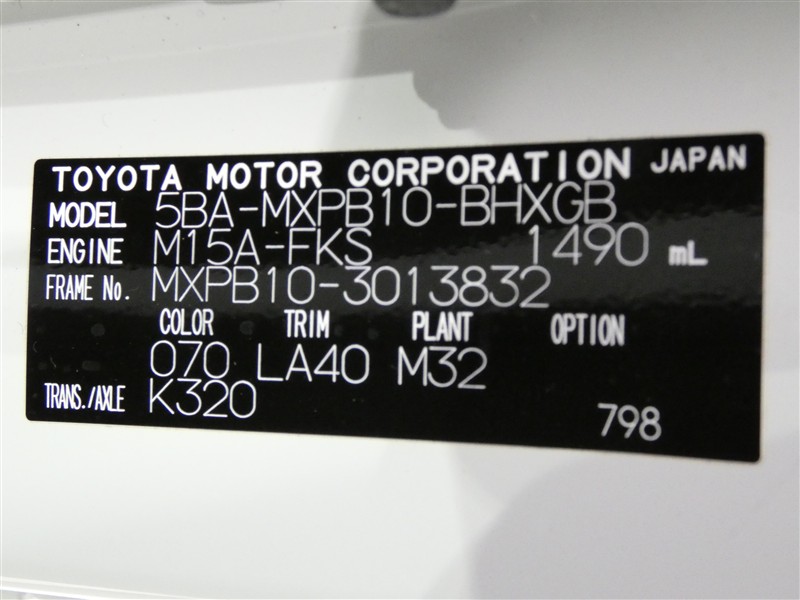 TOYOTA MOTOR CORPORATION JAPAN
MODEL 5BA-MXPB10-BHXGB
ENGINE M15A-FKS 1490 mL
FRAME No. MXPB10-3013832
COLOR TRIM PLANT OPTION
070 LA40 M32
TRANS./AXLE K320
798